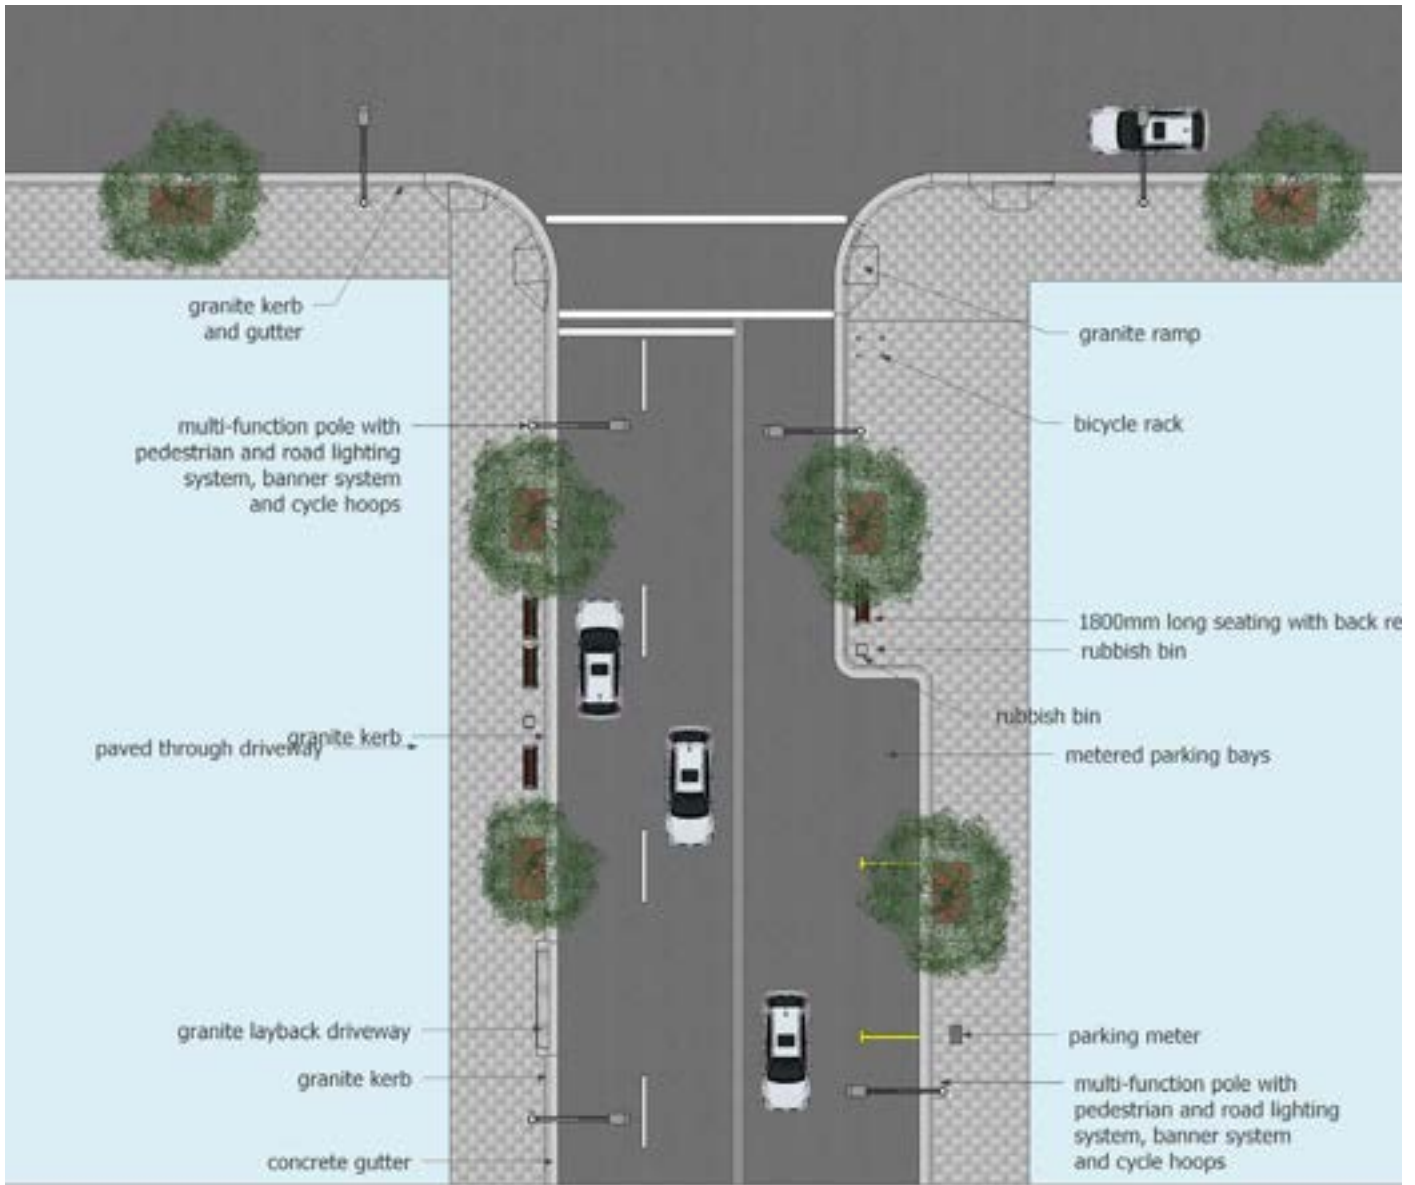 granite kerb
and gutter
granite ramp
bicycle rack
multi-function pole with
pedestrian and road lighting
system, banner system
and cycle hoops
1800mm long seating with back re
rubbish bin
rubbish bin
granite kerb
paved through driveway
metered parking bays
granite layback driveway
parking meter
granite kerb
multi-function pole with
pedestrian and road lighting
system, banner system
and cycle hoops
concrete gutter